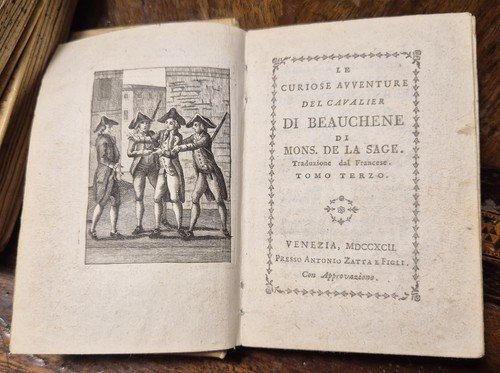 LE
CURIOSE AVVENTURE
DEL CAVALIER
DI BEAUCHENE
DI
MONS. DE LA SAGE.
Traduzione dal Francese.
TOMO TERZO.
VENEZIA, MDCCXCII.
PRESSO ANTONIO ZATTA E FIGLI.
Con Approvazione.